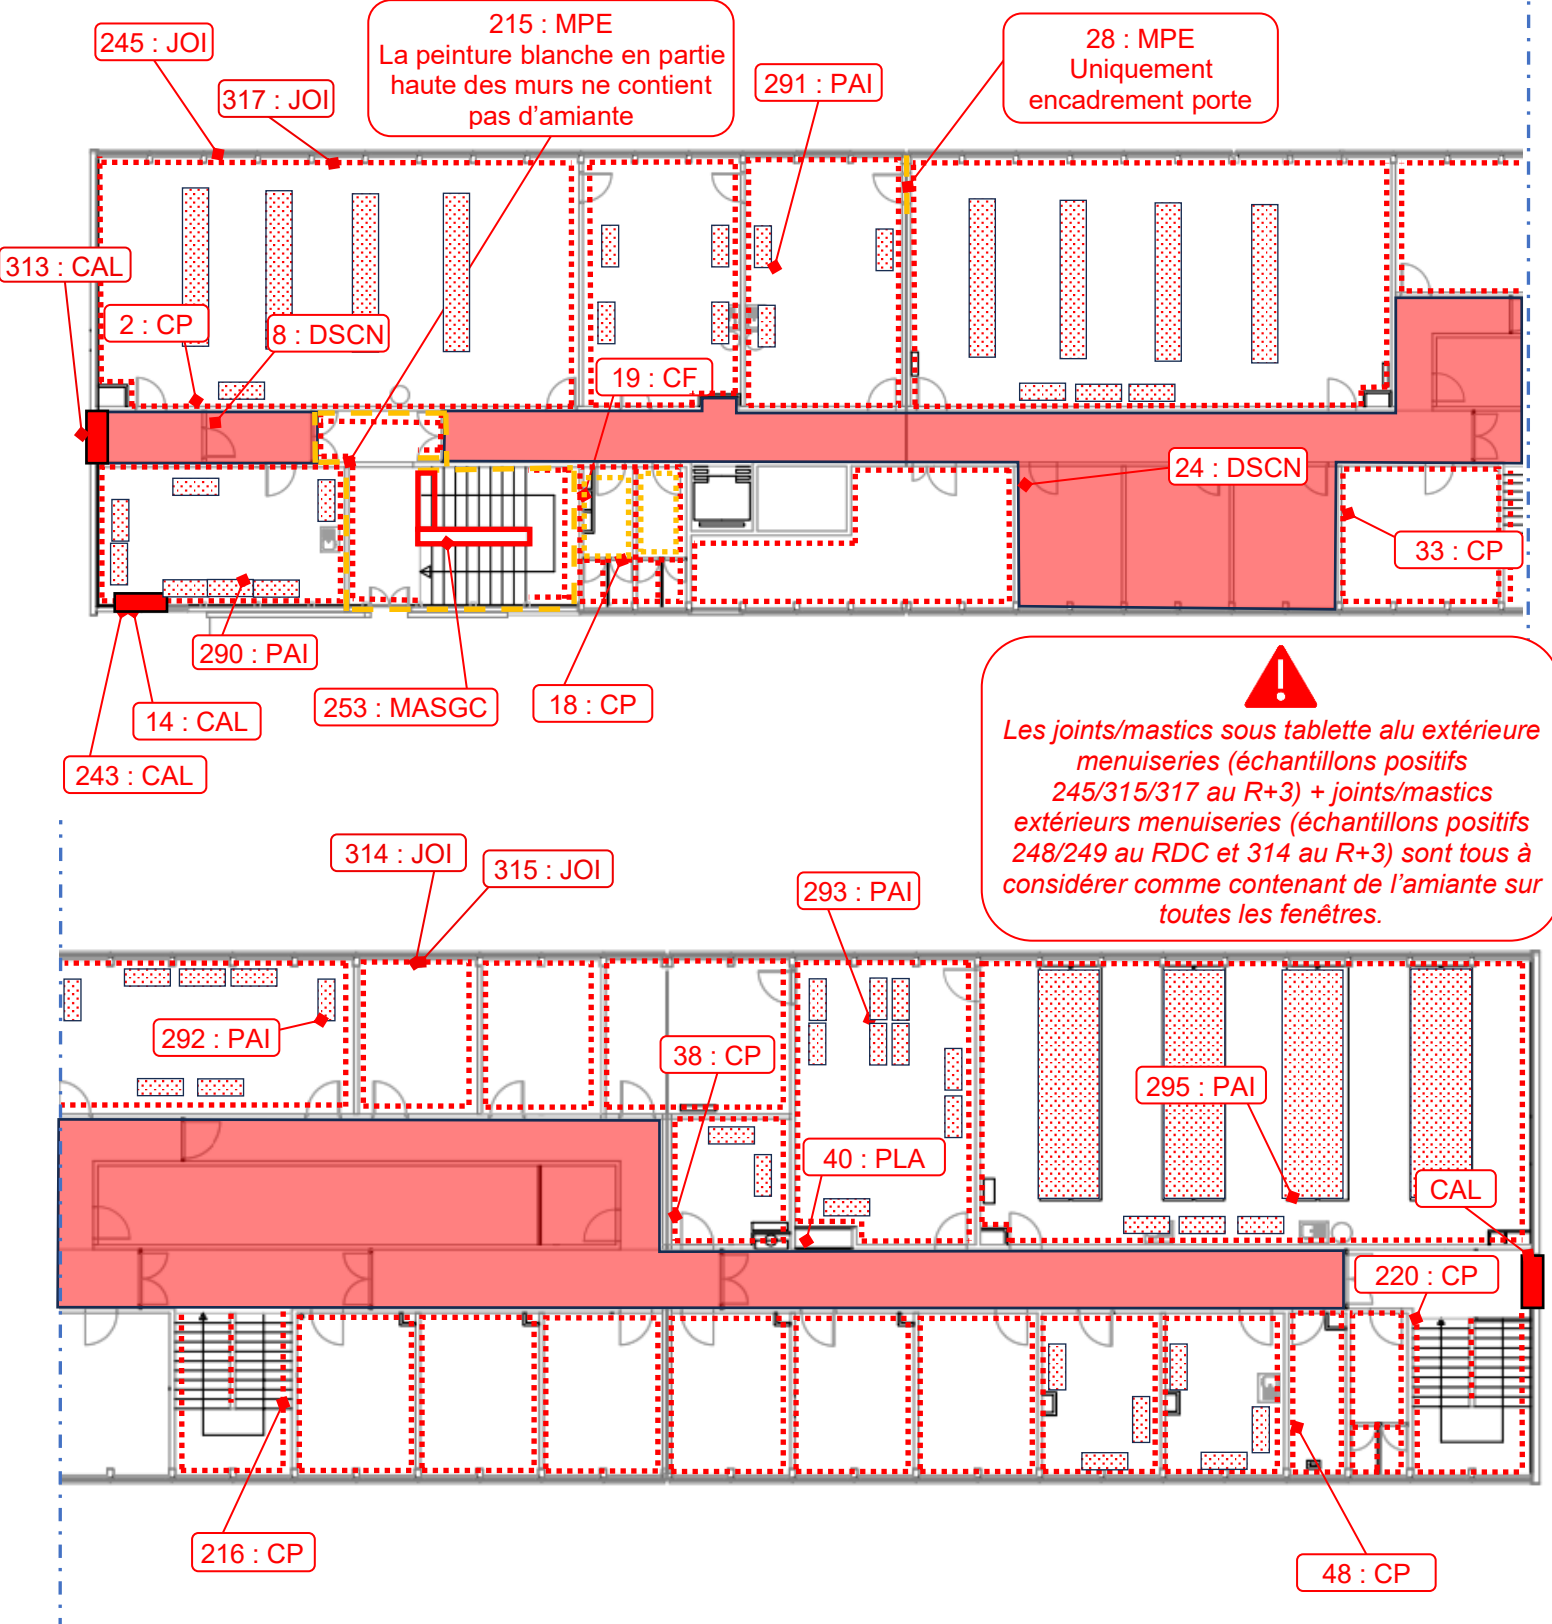 245 : JOI
215 : MPE
La peinture blanche en partie
haute des murs ne contient
pas d'amiante
28 : MPE
Uniquement
encadrement porte
317 : JOI
291 : PAI
313 : CAL
2 : CP
8 : DSCN
19 : CF
24 : DSCN
33 : CP
290 : PAI
253 : MASGC
18 : CP
14 : CAL
243 : CAL
Les joints/mastics sous tablette alu extérieure
menuiseries (échantillons positifs
245/315/317 au R+3) + joints/mastics
extérieurs menuiseries (échantillons positifs
248/249 au RDC et 314 au R+3) sont tous à
considérer comme contenant de l'amiante sur
toutes les fenêtres.
314 : JOI
315 : JOI
293 : PAI
292 : PAI
38 : CP
295 : PAI
40 : PLA
CAL
220 : CP
216 : CP
48 : CP